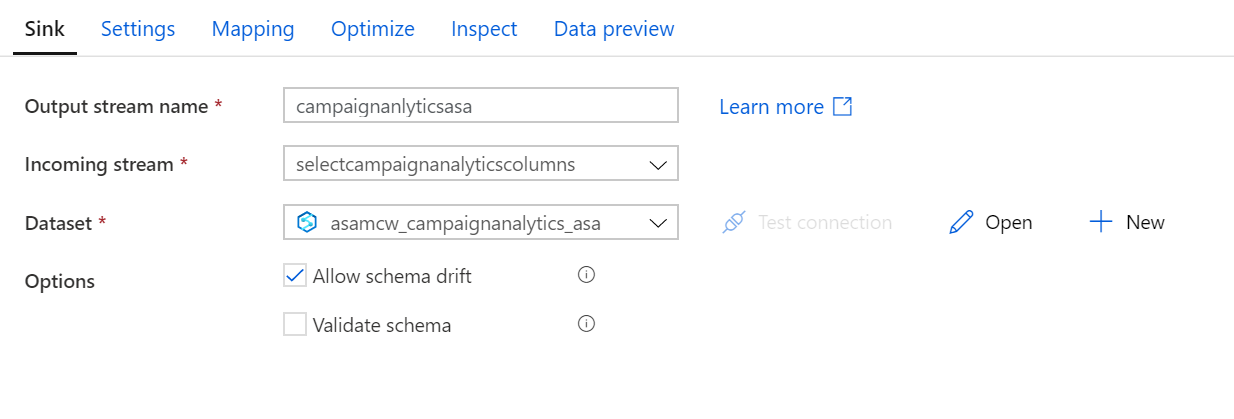 Sink Settings Mapping Optimize Inspect Data preview
Output stream name * campaignanlyticsasa Learn more
Incoming stream * selectcampaignanalyticscolumns
Dataset * asamcw_campaignanalytics_asa Test connection Open New
Options Allow schema drift
Validate schema